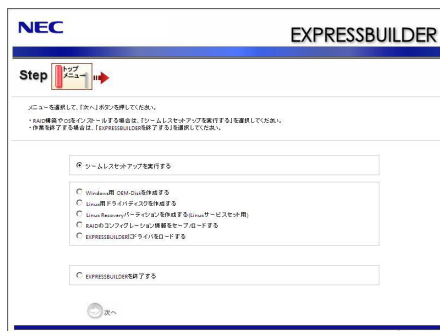 NEC
EXPRESSBUILDER
Step
トップ
メニュー
メニューを選択して、「次へ」ボタンを押してください。
・RAID構築やOSをインストールする場合は、「シームレスセットアップを実行する」を選択してください。
・作業を終了する場合は、「EXPRESSBUILDERを終了する」を選択してください。
シームレスセットアップを実行する
Windows用 OEM-Diskを作成する
Linux用ドライバディスクを作成する
Linux Recoveryパーティションを作成する(Linuxサービスセット用)
RAIDのコンフィグレーション情報をセーブ/ロードする
EXPRESSBUILDERにドライバをロードする
EXPRESSBUILDERを終了する
次へ